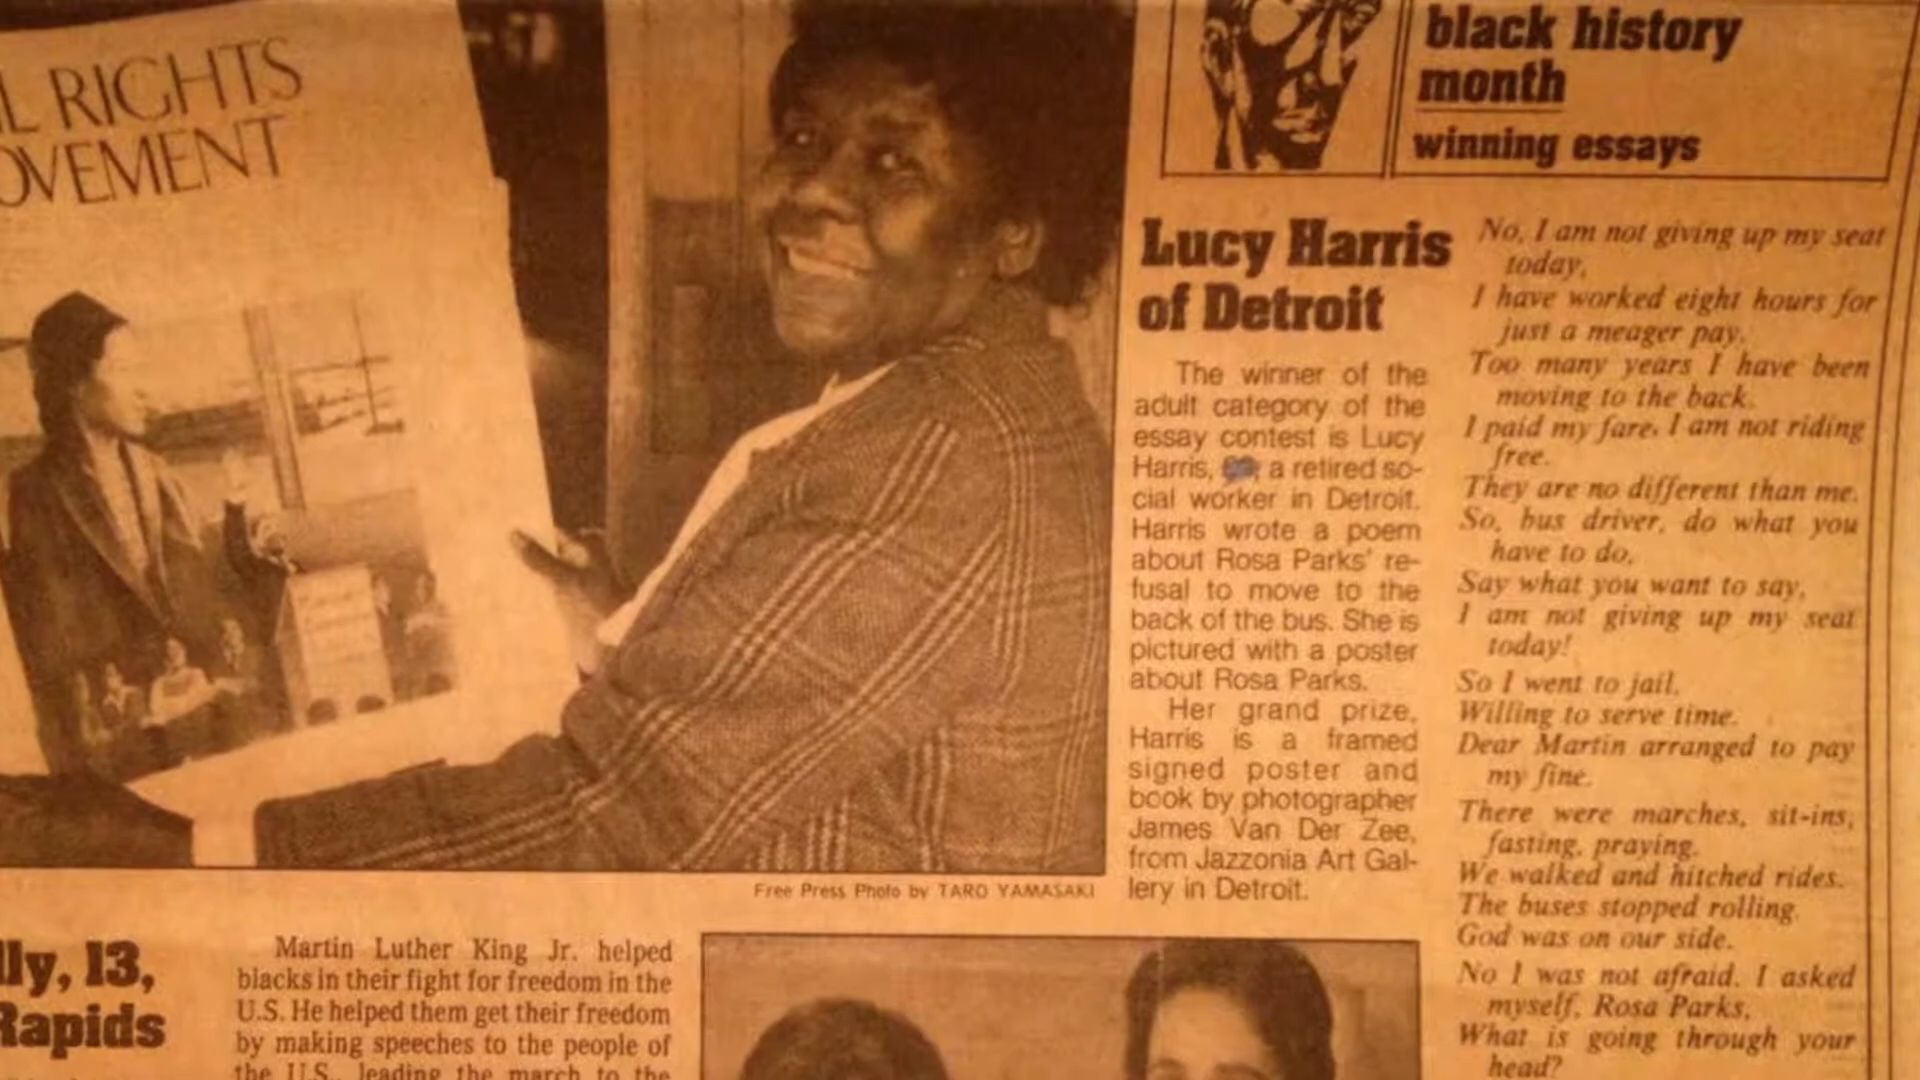 L RIGHTS
OVEMENT
black history
month
winning essays
Lucy Harris
of Detroit
The winner of the
adult category of the
essay contest is Lucy
Harris, a retired so-
cial worker in Detroit.
Harris wrote a poem
about Rosa Parks' re-
fusal to move to the
back of the bus. She is
pictured with a poster
about Rosa Parks.
Her grand prize,
Harris is a framed
signed poster and
book by photographer
James Van Der Zee,
from Jazzonia Art Gal-
lery in Detroit.
No, I am not giving up my seat
today,
I have worked eight hours for
just a meager pay.
Too many years I have been
moving to the back.
I paid my fare. I am not riding
free.
They are no different than me.
So, bus driver, do what you
have to do,
Say what you want to say,
I am not giving up my seat
today!
So I went to jail,
Willing to serve time.
Dear Martin arranged to pay
my fine.
There were marches, sit-ins,
fasting, praying.
We walked and hitched rides.
The buses stopped rolling.
God was on our side.
No I was not afraid. I asked
myself, Rosa Parks,
What is going through your
head?
Free Press Photo by TARO YAMASAKI
lly, 13,
Rapids
Martin Luther King Jr. helped
blacks in their fight for freedom in the
U.S. He helped them get their freedom
by making speeches to the people of
the U.S., leading the march to the